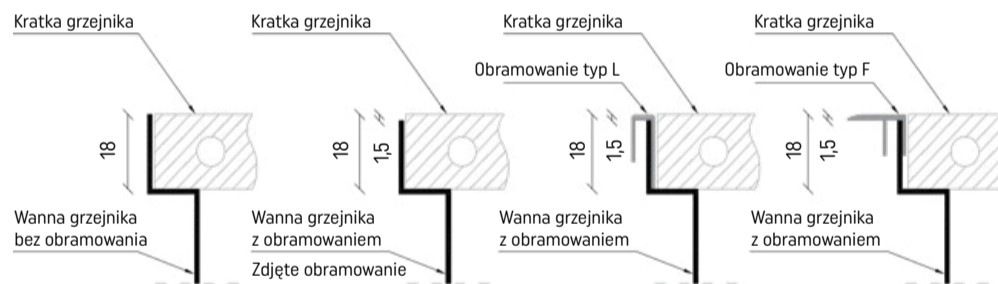 Kratka grzejnika
18
Wanna grzejnika
bez obramowania
Kratka grzejnika
18
1,5
Wanna grzejnika
z obramowaniem
Zdjęte obramowanie
Kratka grzejnika
Obramowanie typ L
18
1,5
Wanna grzejnika
z obramowaniem
Kratka grzejnika
Obramowanie typ F
18
1,5
Wanna grzejnika
z obramowaniem